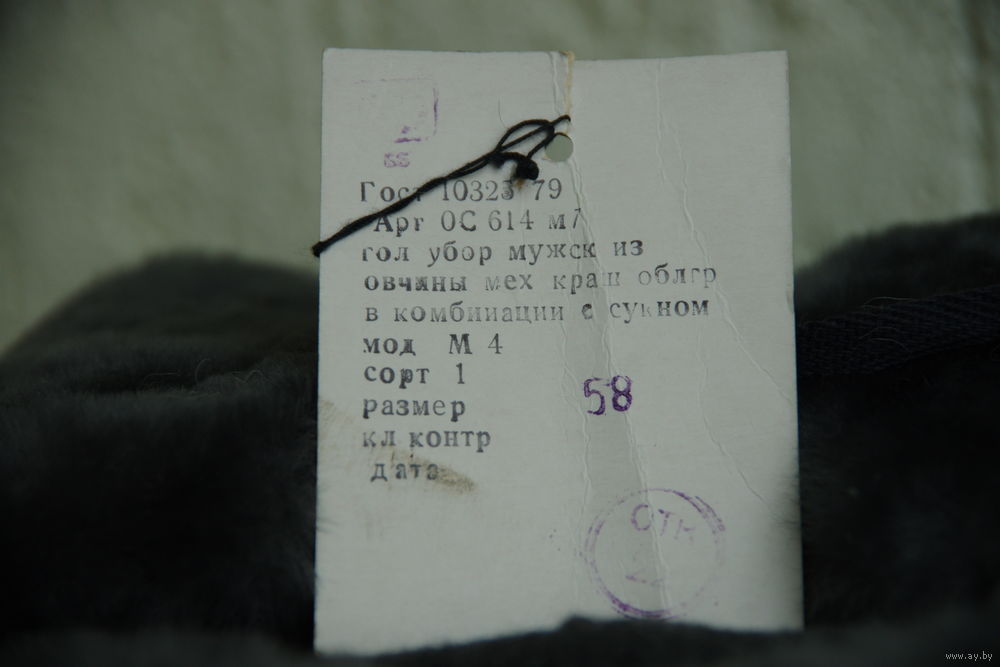 Гост 10323 79
Арт ОС 614 м7
гол убор мужск из
овчины мех краш облгр
в комбинации с сукном
мод М 4
сорт 1
размер 58
кл контр
дата
ОТК
www.ay.by